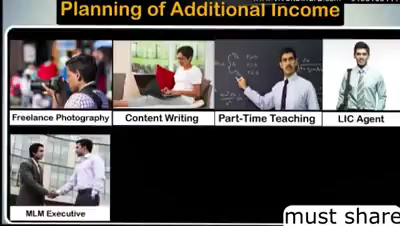 Planning of Additional Income
Freelance Photography
Content Writing
Part-Time Teaching
LIC Agent
MLM Executive
must share